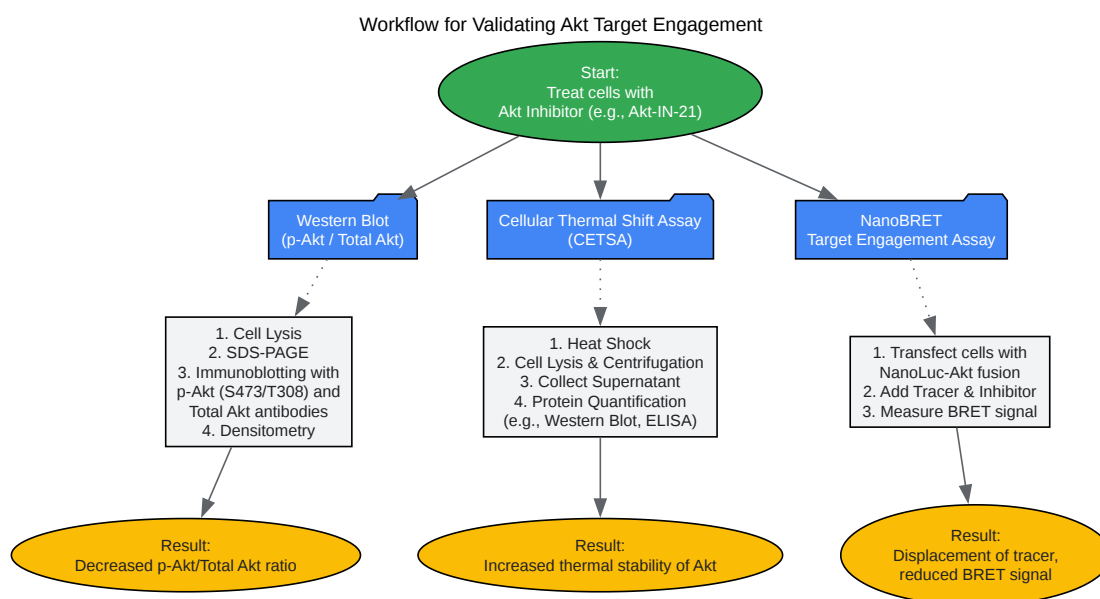 Workflow for Validating Akt Target Engagement
Start:
Treat cells with
Akt Inhibitor (e.g., Akt-IN-21)
Western Blot
(p-Akt / Total Akt)
Cellular Thermal Shift Assay
(CETSA)
NanoBRET
Target Engagement Assay
1. Cell Lysis
2. SDS-PAGE
3. Immunoblotting with
p-Akt (S473/T308) and
Total Akt antibodies
4. Densitometry
1. Heat Shock
2. Cell Lysis & Centrifugation
3. Collect Supernatant
4. Protein Quantification
(e.g., Western Blot, ELISA)
1. Transfect cells with
NanoLuc-Akt fusion
2. Add Tracer & Inhibitor
3. Measure BRET signal
Result:
Decreased p-Akt/Total Akt ratio
Result:
Increased thermal stability of Akt
Result:
Displacement of tracer,
reduced BRET signal